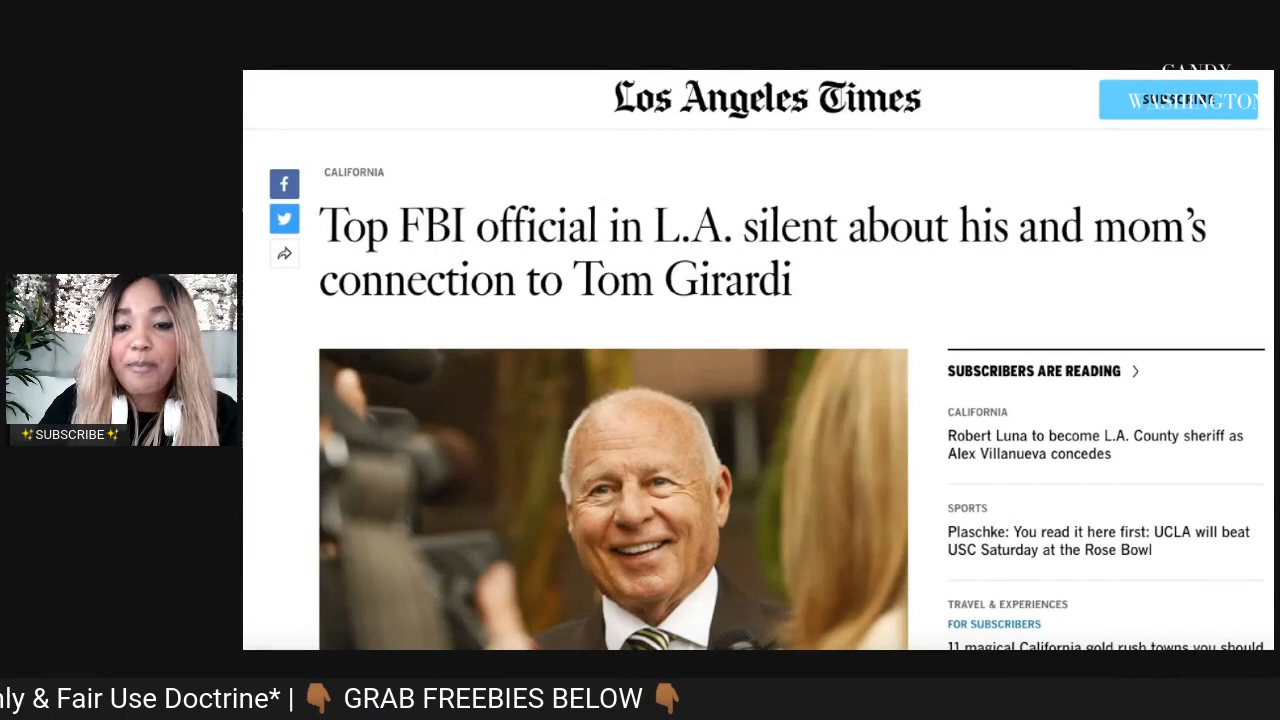 CANDY
WASHINGTON
Los Angeles Times
SUBSCRIBE
CALIFORNIA
Top FBI official in L.A. silent about his and mom’s
connection to Tom Girardi
SUBSCRIBERS ARE READING
CALIFORNIA
Robert Luna to become L.A. County sheriff as
Alex Villanueva concedes
SPORTS
Plaschke: You read it here first: UCLA will beat
USC Saturday at the Rose Bowl
TRAVEL & EXPERIENCES
FOR SUBSCRIBERS
11 magical California gold rush towns you should
✨SUBSCRIBE✨
& Fair Use Doctrine* | 👇🏾 GRAB FREEBIES BELOW 👇🏾